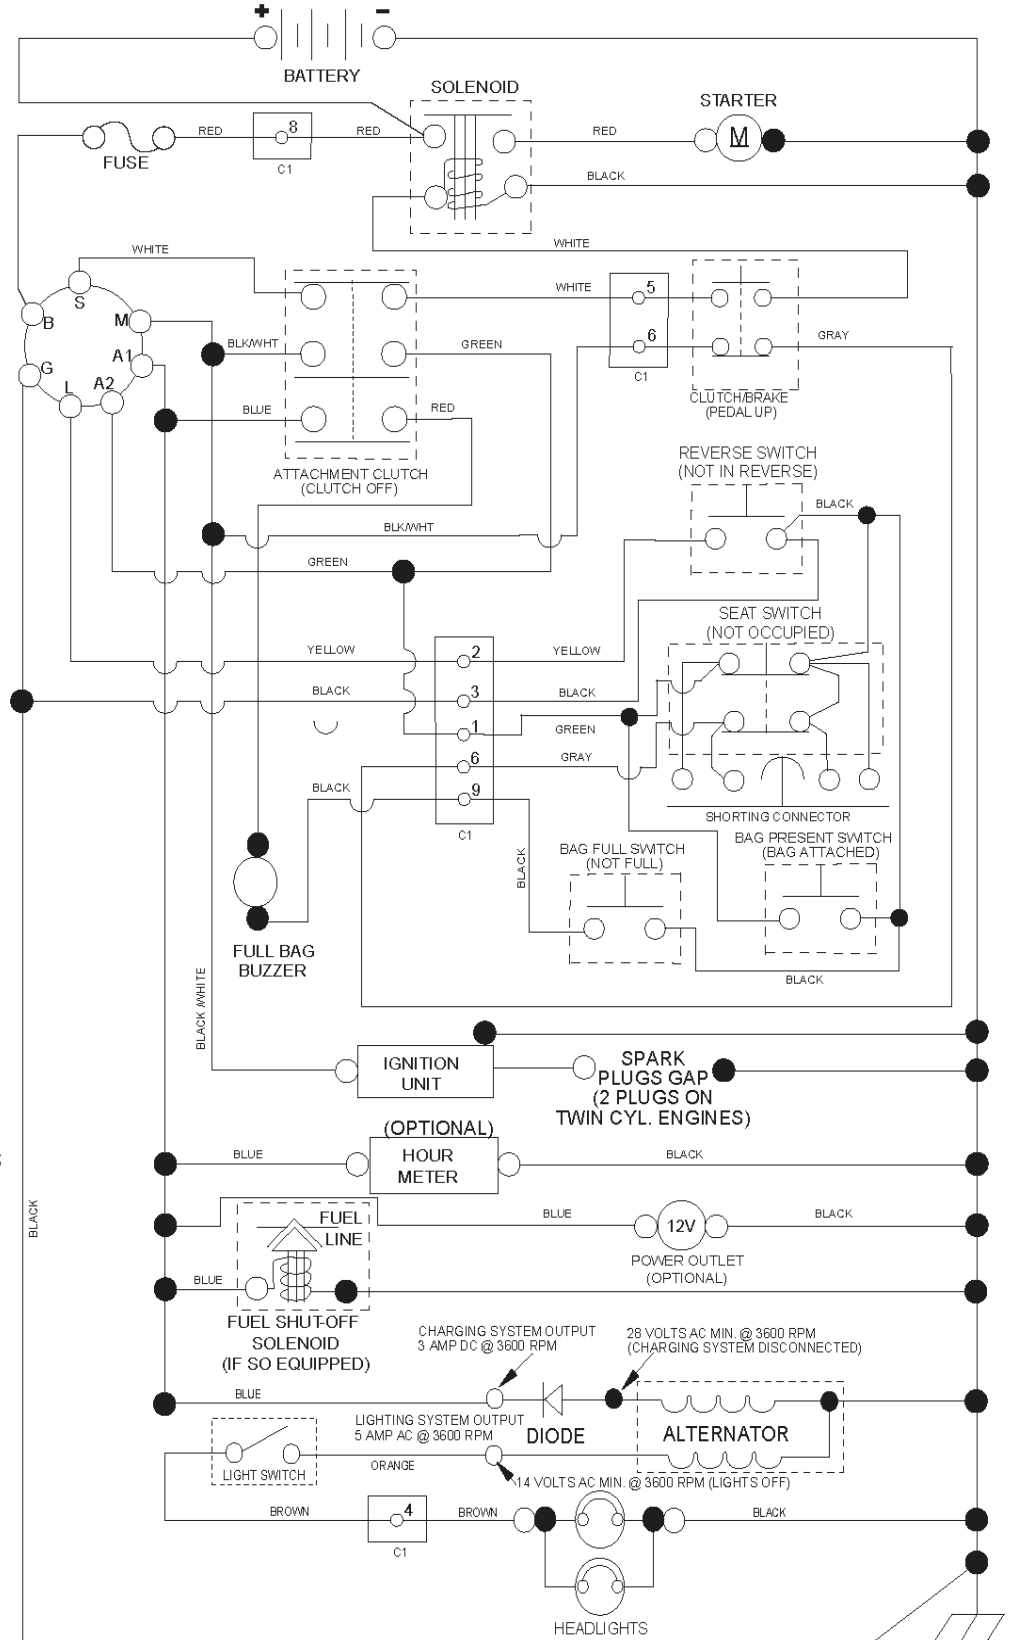 + −
BATTERY
SOLENOID
STARTER
RED
8
RED
RED
M
FUSE
C1
BLACK
WHITE
WHITE
S
WHITE
5
B
M
BLK/WHT
GREEN
6
GRAY
A1
G
C1
A2
L
BLUE
RED
CLUTCH/BRAKE
(PEDAL UP)
ATTACHMENT CLUTCH
(CLUTCH OFF)
REVERSE SWITCH
(NOT IN REVERSE)
BLACK
BLK/WHT
GREEN
SEAT SWITCH
(NOT OCCUPIED)
YELLOW
2
YELLOW
BLACK
3
BLACK
1
GREEN
6
GRAY
BLACK
9
SHORTING CONNECTOR
C1
BAG PRESENT SWITCH
(BAG ATTACHED)
BAG FULL SWITCH
(NOT FULL)
BLACK
FULL BAG
BUZZER
BLACK
BLACK /WHITE
IGNITION
UNIT
SPARK
PLUGS GAP
(2 PLUGS ON
TWIN CYL. ENGINES)
(OPTIONAL)
HOUR
METER
BLUE
BLACK
BLACK
FUEL
LINE
BLUE
12V
BLACK
POWER OUTLET
(OPTIONAL)
BLUE
FUEL SHUT-OFF
SOLENOID
(IF SO EQUIPPED)
CHARGING SYSTEM OUTPUT
3 AMP DC @ 3600 RPM
28 VOLTS AC MIN. @ 3600 RPM
(CHARGING SYSTEM DISCONNECTED)
BLUE
LIGHTING SYSTEM OUTPUT
5 AMP AC @ 3600 RPM
DIODE
ALTERNATOR
LIGHT SWITCH
ORANGE
14 VOLTS AC MIN. @ 3600 RPM (LIGHTS OFF)
BROWN
4
BROWN
BLACK
C1
HEADLIGHTS